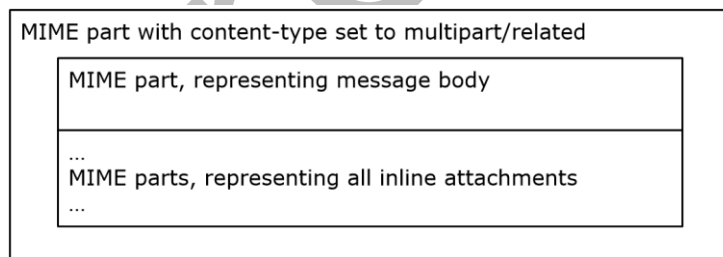 MIME part with content-type set to multipart/related
MIME part, representing message body
...
MIME parts, representing all inline attachments
...